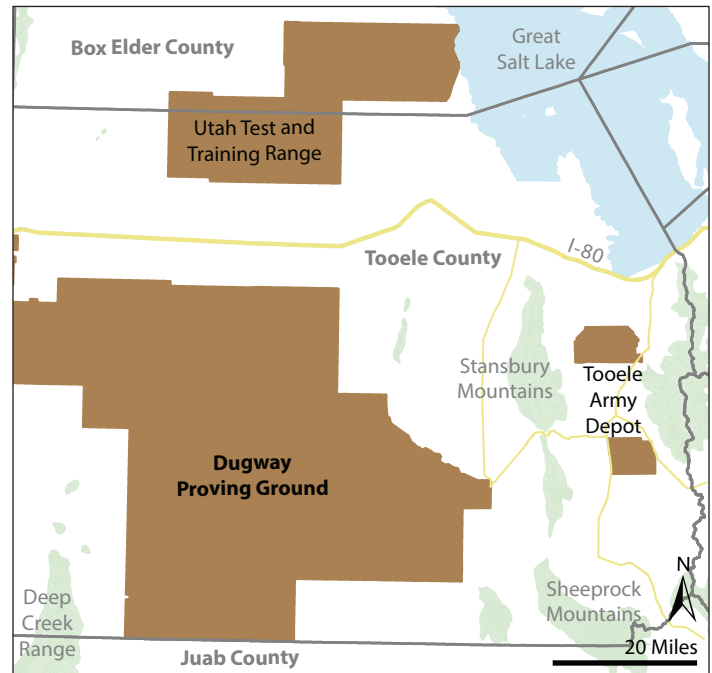 Box Elder County
Great
Salt Lake
Utah Test and
Training Range
I-80
Tooele County
Stansbury
Mountains
Tooele
Army
Depot
Dugway
Proving Ground
Deep
Creek
Range
Sheeprock
Mountains
N
Juab County
20 Miles